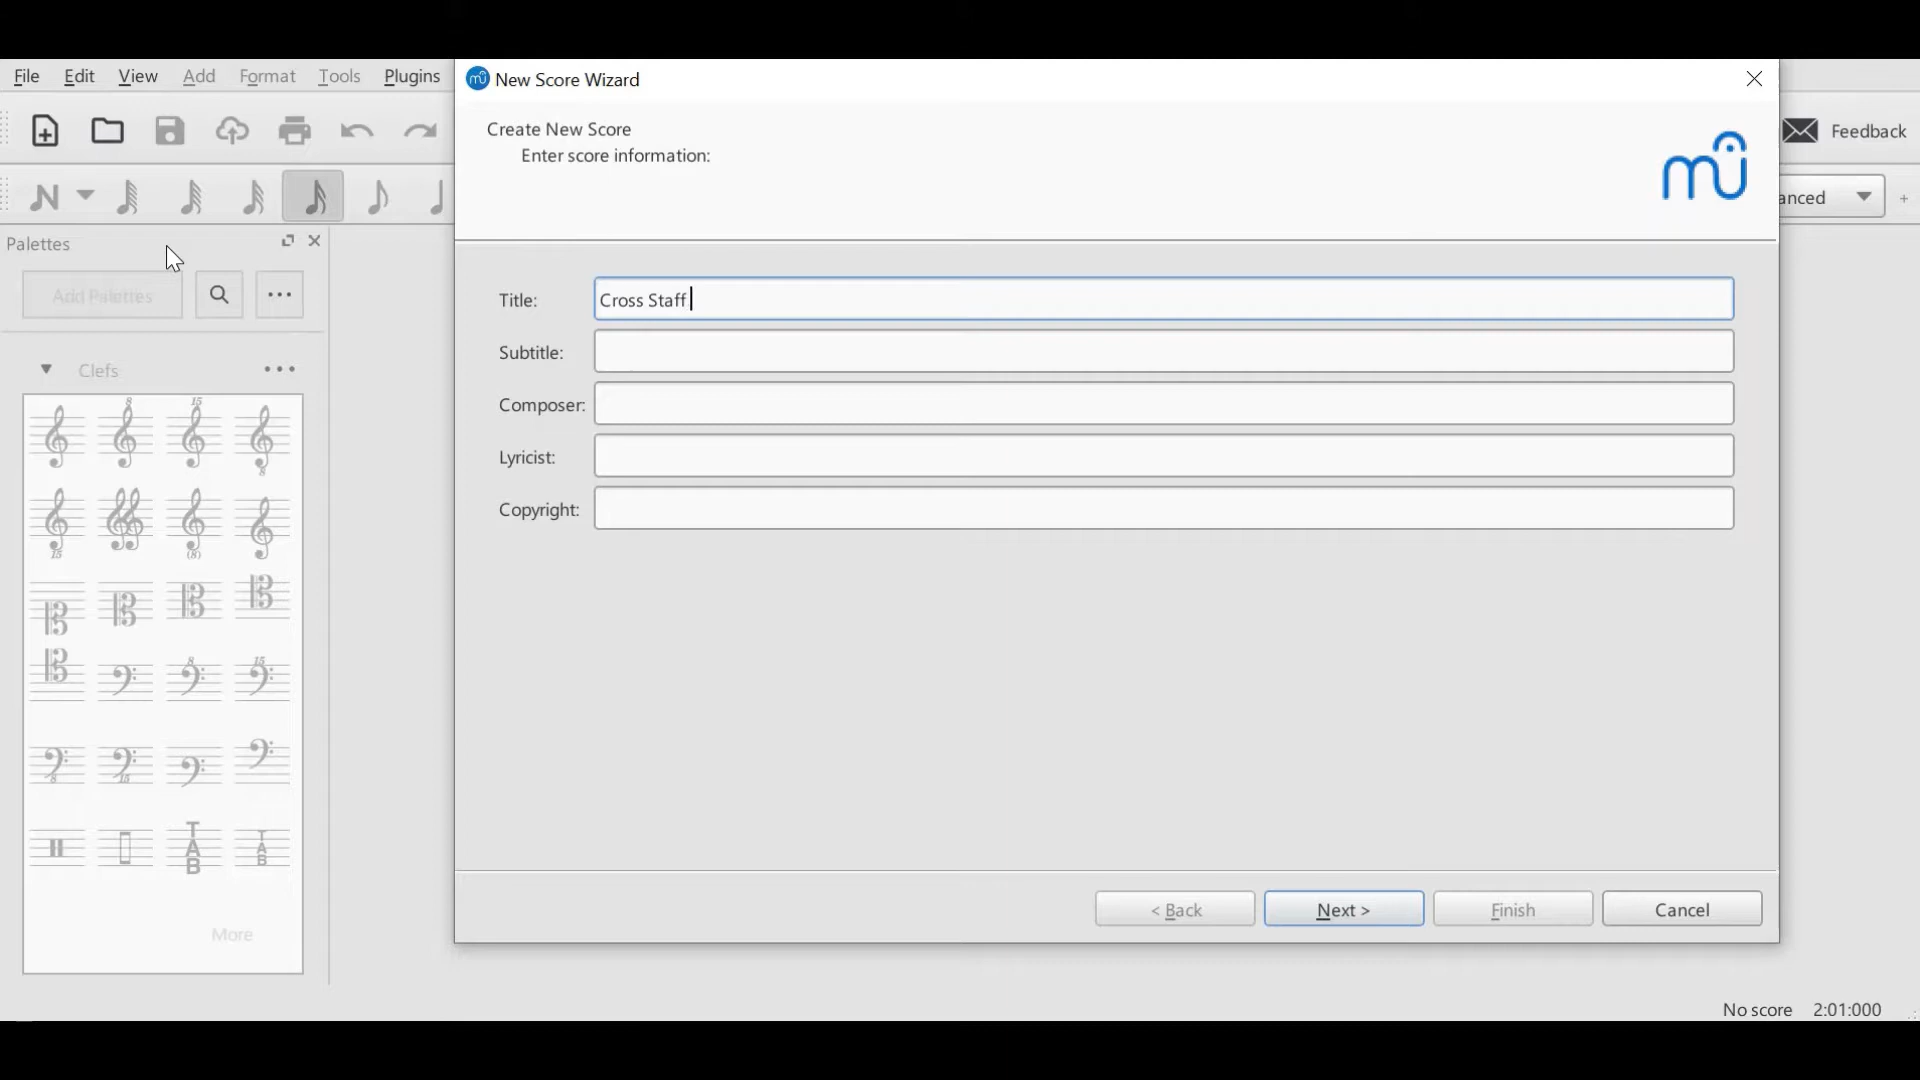 File Edit View Add Format Tools Plugins
New Score Wizard
Create New Score
Enter score information:
Feedback
anced
Palettes
Add Palettes
Clefs
More
Title: Cross Staff
Subtitle:
Composer:
Lyricist:
Copyright:
< Back Next > Finish Cancel
No score 2:01:000